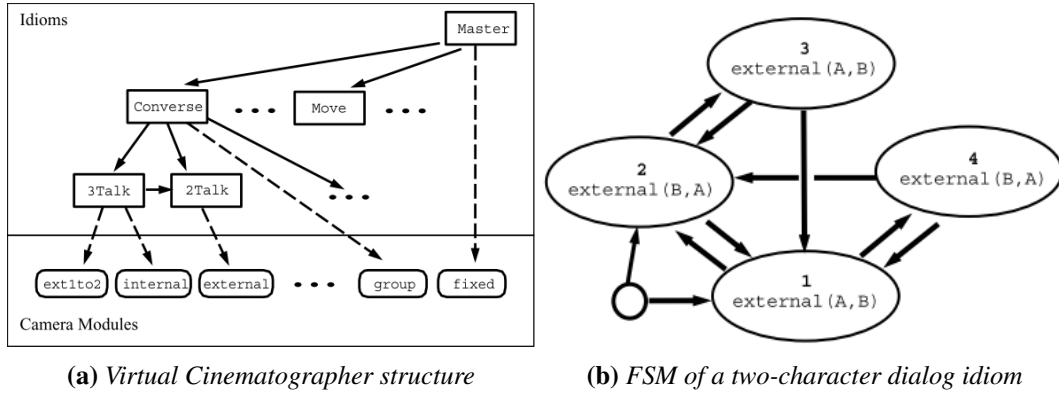 Idioms
Master
Converse
• • •
Move
• • •
3Talk
2Talk
• • •
ext1to2
internal
external
• • •
group
fixed
Camera Modules
(a) Virtual Cinematographer structure
3
external(A,B)
2
external(B,A)
4
external(B,A)
1
external(A,B)
(b) FSM of a two-character dialog idiom